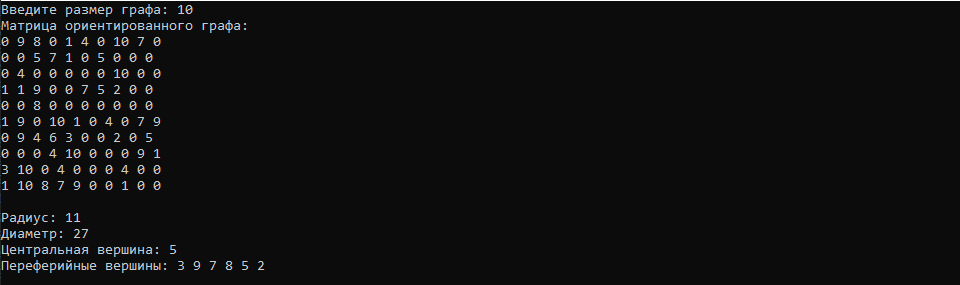 Введите размер графа: 10
Матрица ориентированного графа:
0 9 8 0 1 4 0 10 7 0
0 0 5 7 1 0 5 0 0 0
0 4 0 0 0 0 0 10 0 0
1 1 9 0 0 7 5 2 0 0
0 0 8 0 0 0 0 0 0 0
1 9 0 10 1 0 4 0 7 9
0 9 4 6 3 0 0 2 0 5
0 0 0 4 10 0 0 0 9 1
3 10 0 4 0 0 0 4 0 0
1 10 8 7 9 0 0 1 0 0
Радиус: 11
Диаметр: 27
Центральная вершина: 5
Переферийные вершины: 3 9 7 8 5 2